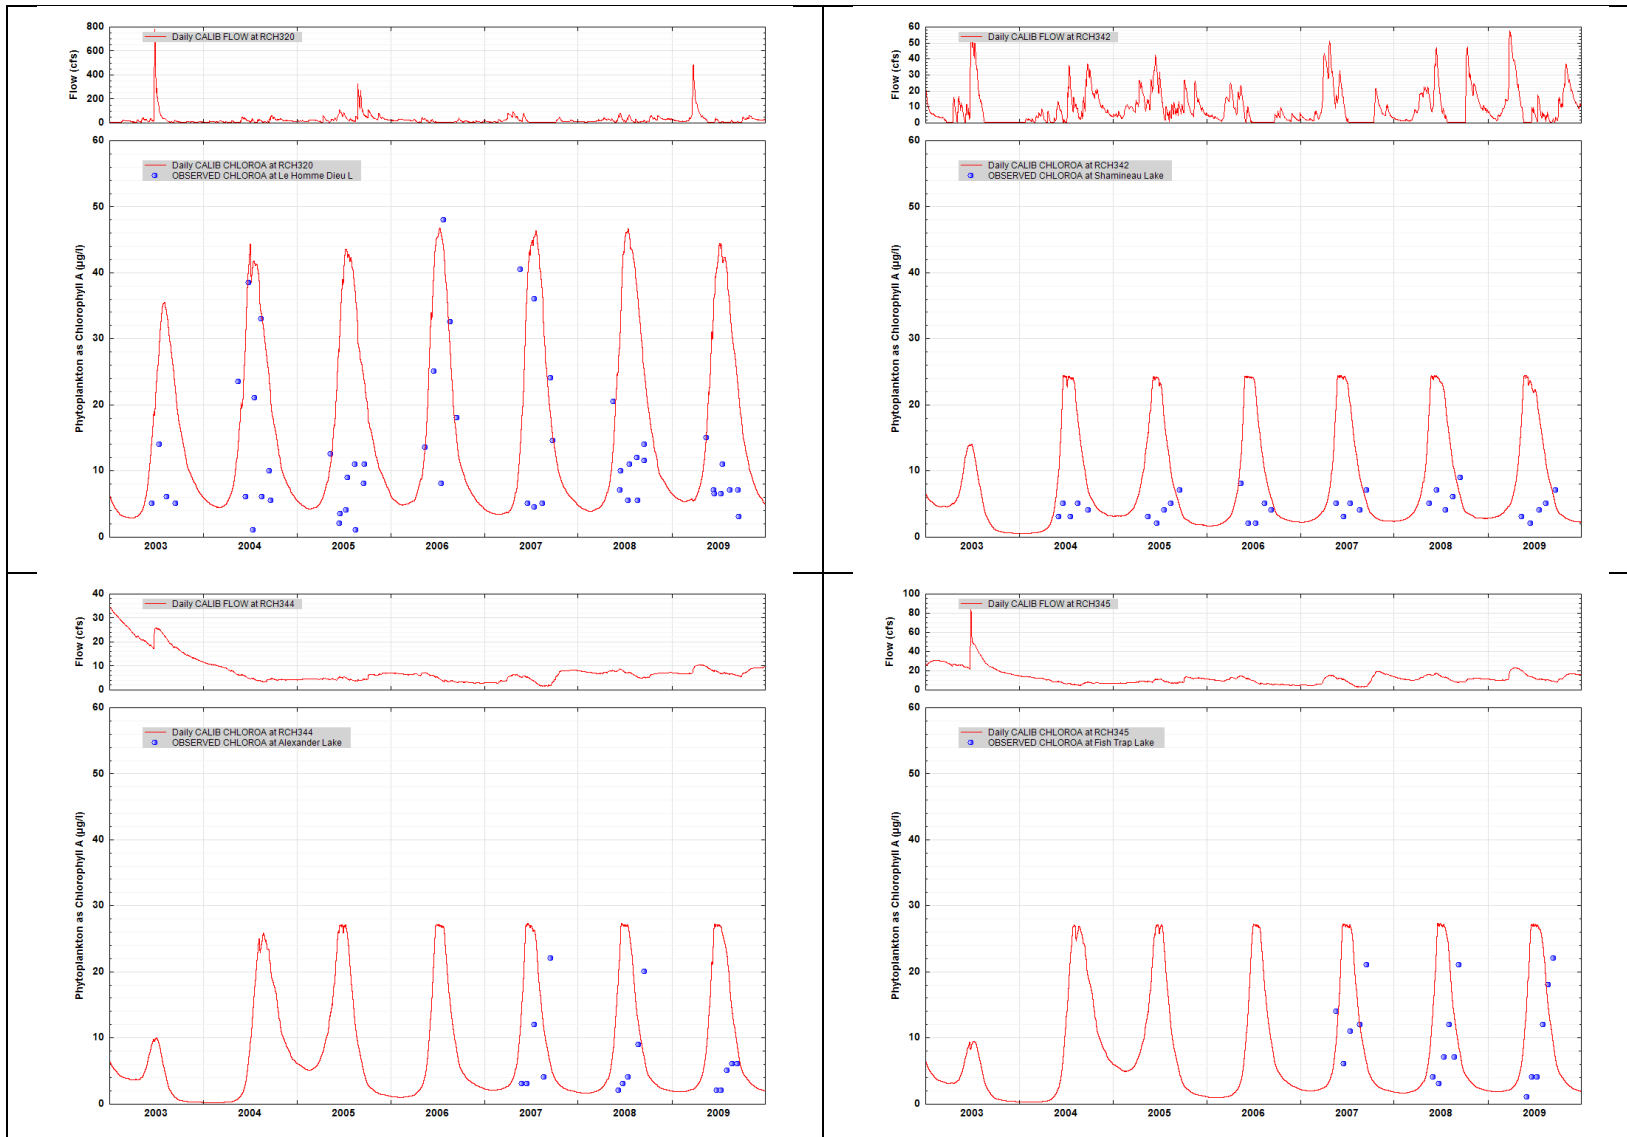 Flow (cfs)
800
600
400
200
0
Daily CALIB FLOW at RCH320
Phytoplankton as Chlorophyll A (µg/l)
60
50
40
30
20
10
0
Daily CALIB CHLOROA at RCH320
OBSERVED CHLOROA at Le Homme Dieu L
2003 2004 2005 2006 2007 2008 2009
Flow (cfs)
60
50
40
30
20
10
0
Daily CALIB FLOW at RCH342
Phytoplankton as Chlorophyll A (µg/l)
60
50
40
30
20
10
0
Daily CALIB CHLOROA at RCH342
OBSERVED CHLOROA at Shamineau Lake
2003 2004 2005 2006 2007 2008 2009
Flow (cfs)
40
30
20
10
0
Daily CALIB FLOW at RCH344
Phytoplankton as Chlorophyll A (µg/l)
60
50
40
30
20
10
0
Daily CALIB CHLOROA at RCH344
OBSERVED CHLOROA at Alexander Lake
2003 2004 2005 2006 2007 2008 2009
Flow (cfs)
100
80
60
40
20
0
Daily CALIB FLOW at RCH345
Phytoplankton as Chlorophyll A (µg/l)
60
50
40
30
20
10
0
Daily CALIB CHLOROA at RCH345
OBSERVED CHLOROA at Fish Trap Lake
2003 2004 2005 2006 2007 2008 2009